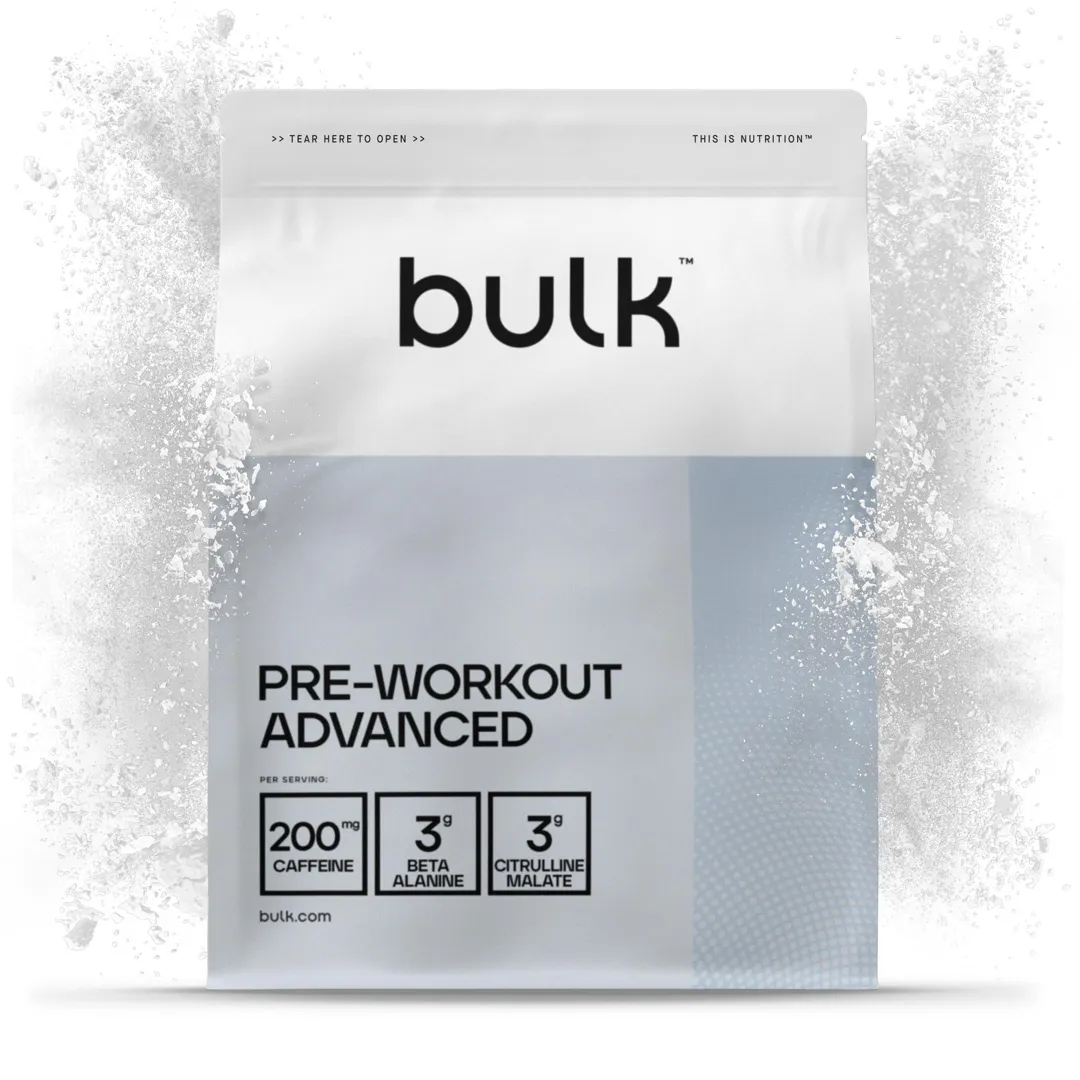 >> TEAR HERE TO OPEN >>
THIS IS NUTRITION™
bulk™
PRE-WORKOUT
ADVANCED
PER SERVING:
200mg
CAFFEINE
3g
BETA
ALANINE
3g
CITRULLINE
MALATE
bulk.com